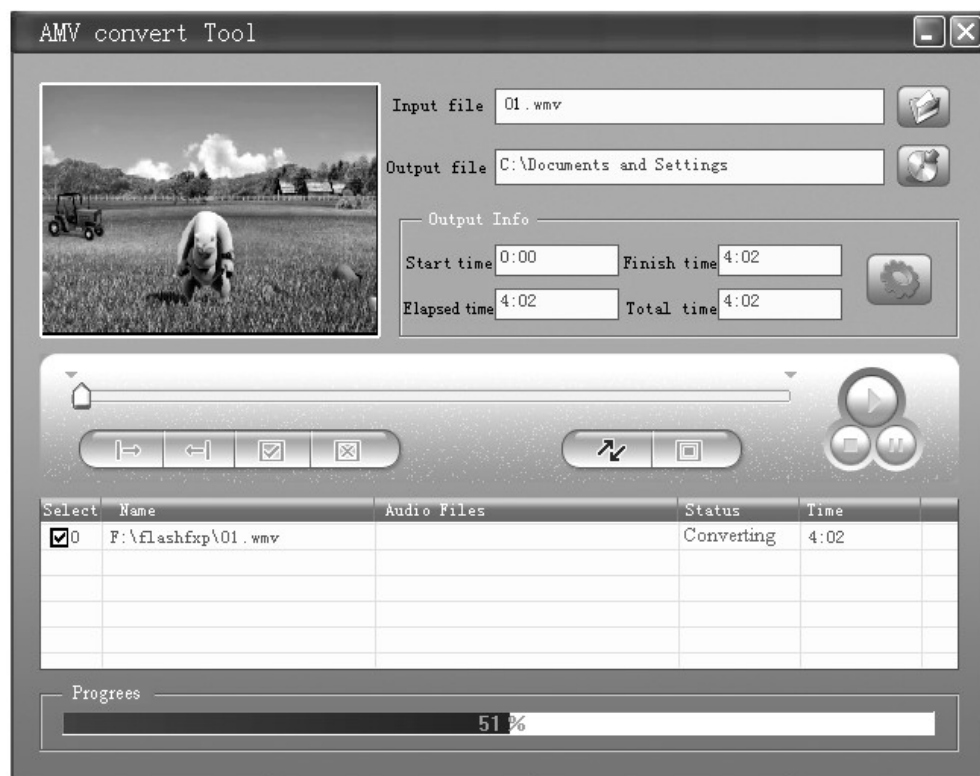 AMV convert Tool
Input file 01.wmv
Output file C:\Documents and Settings
Output Info
Start time 0:00 Finish time 4:02
Elapsed time 4:02 Total time 4:02
Select Name Audio Files Status Time
0 F:\flashfxp\01.wmv Converting 4:02
Progrees
51 %